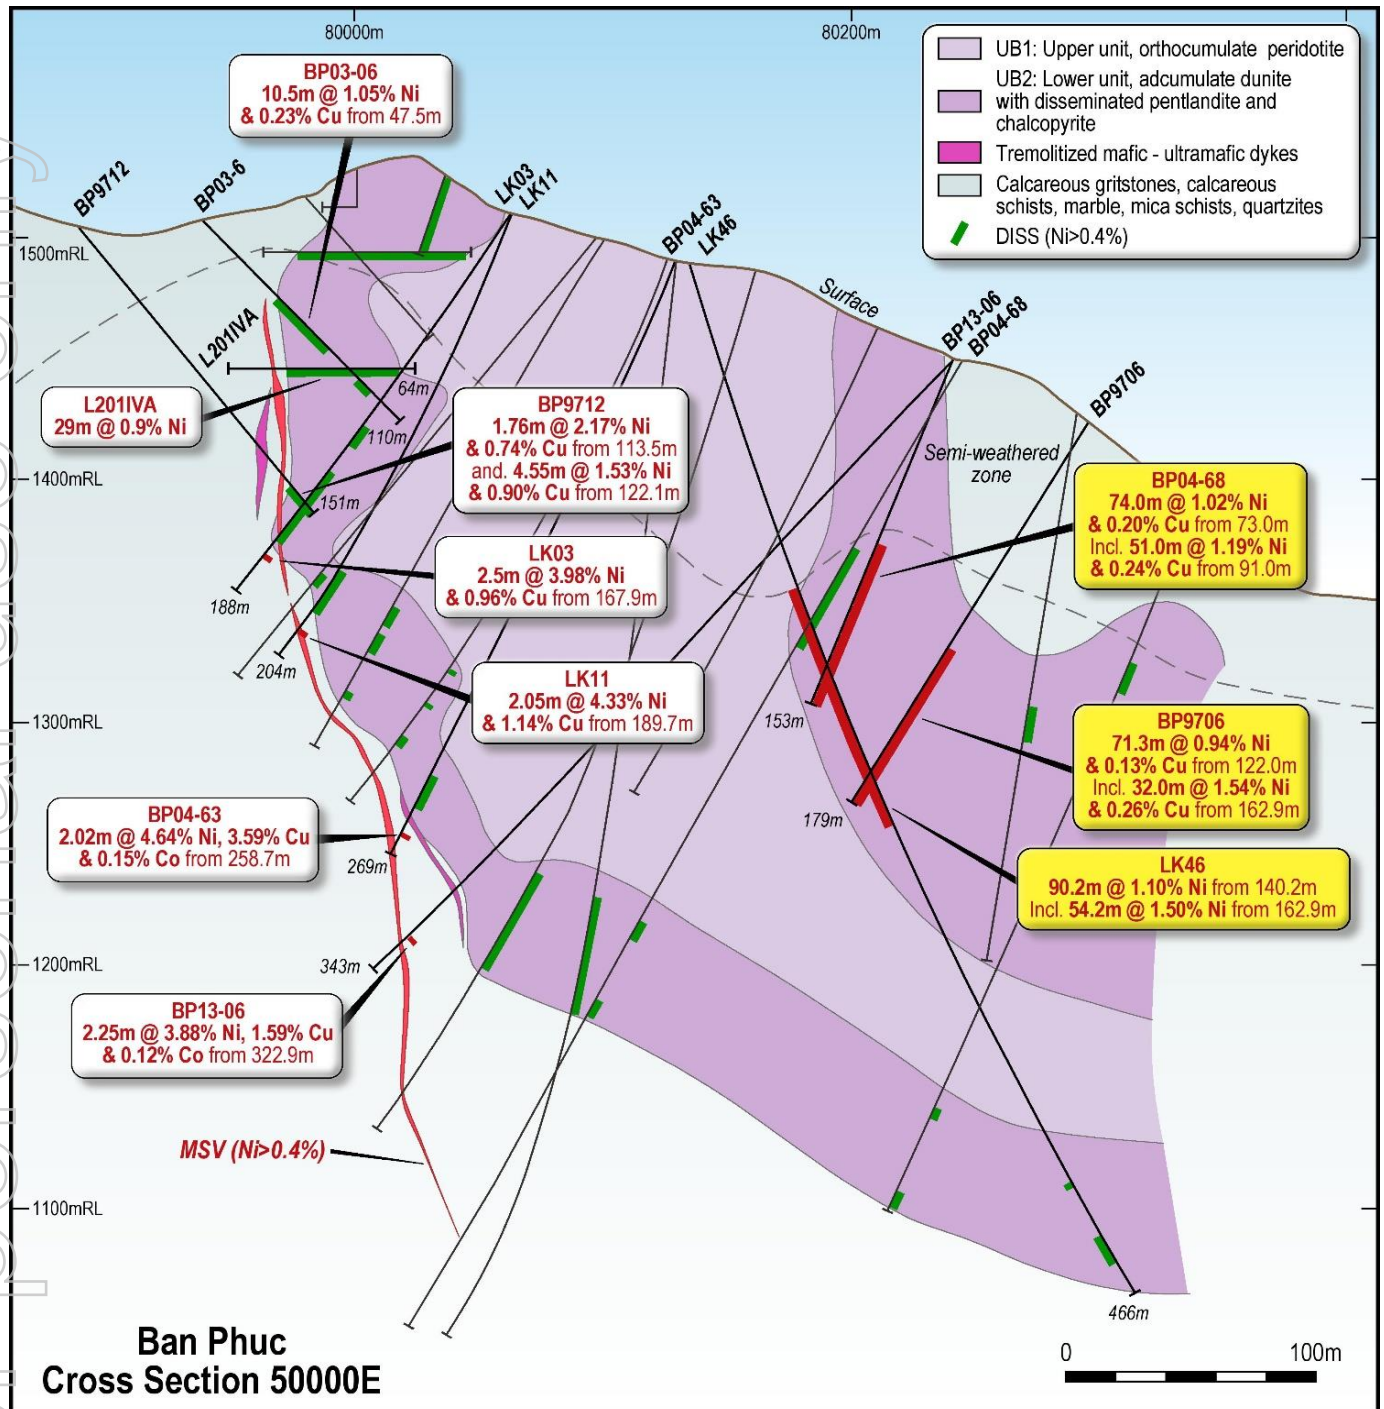 80000m
80200m
UB1: Upper unit, orthocumulate peridotite
UB2: Lower unit, adcumulate dunite
with disseminated pentlandite and
chalcopyrite
Tremolitized mafic - ultramafic dykes
Calcareous gritstones, calcareous
schists, marble, mica schists, quartzites
DISS (Ni>0.4%)
BP03-06
10.5m @ 1.05% Ni
& 0.23% Cu from 47.5m
BP9712
BP03-6
LK03
LK11
BP04-63
LK46
Surface
BP13-06
BP04-68
BP9706
1500mRL
L201IVA
64m
L201IVA
29m @ 0.9% Ni
BP9712
1.76m @ 2.17% Ni
& 0.74% Cu from 113.5m
and. 4.55m @ 1.53% Ni
& 0.90% Cu from 122.1m
110m
Semi-weathered
zone
1400mRL
151m
BP04-68
74.0m @ 1.02% Ni
& 0.20% Cu from 73.0m
Incl. 51.0m @ 1.19% Ni
& 0.24% Cu from 91.0m
LK03
2.5m @ 3.98% Ni
& 0.96% Cu from 167.9m
188m
204m
LK11
2.05m @ 4.33% Ni
& 1.14% Cu from 189.7m
1300mRL
153m
BP9706
71.3m @ 0.94% Ni
& 0.13% Cu from 122.0m
Incl. 32.0m @ 1.54% Ni
& 0.26% Cu from 162.9m
179m
BP04-63
2.02m @ 4.64% Ni, 3.59% Cu
& 0.15% Co from 258.7m
269m
LK46
90.2m @ 1.10% Ni from 140.2m
Incl. 54.2m @ 1.50% Ni from 162.9m
1200mRL
343m
BP13-06
2.25m @ 3.88% Ni, 1.59% Cu
& 0.12% Co from 322.9m
MSV (Ni>0.4%)
1100mRL
466m
Ban Phuc
Cross Section 50000E
0
100m